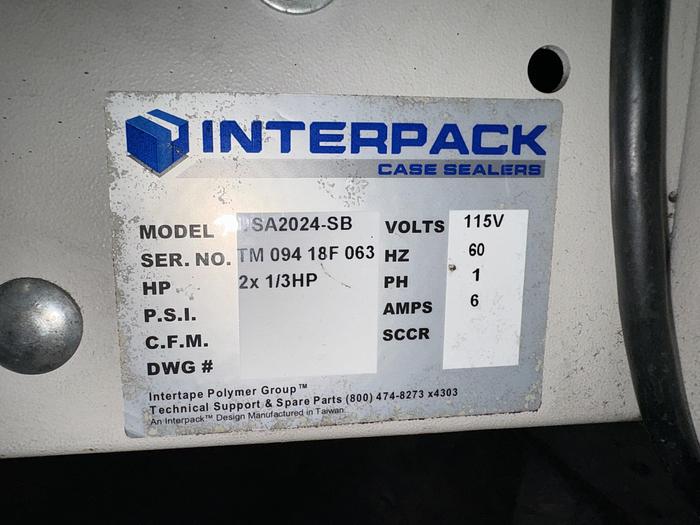 INTERPACK
CASE SEALERS
MODEL SA2024-SB VOLTS 115V
SER. NO. TM 094 18F 063 HZ 60
HP 2x 1/3HP PH 1
P.S.I. AMPS 6
C.F.M. SCCR
DWG #
Intertape Polymer Group™
Technical Support & Spare Parts (800) 474-8273 x4303
An Interpack™ Design Manufactured in Taiwan